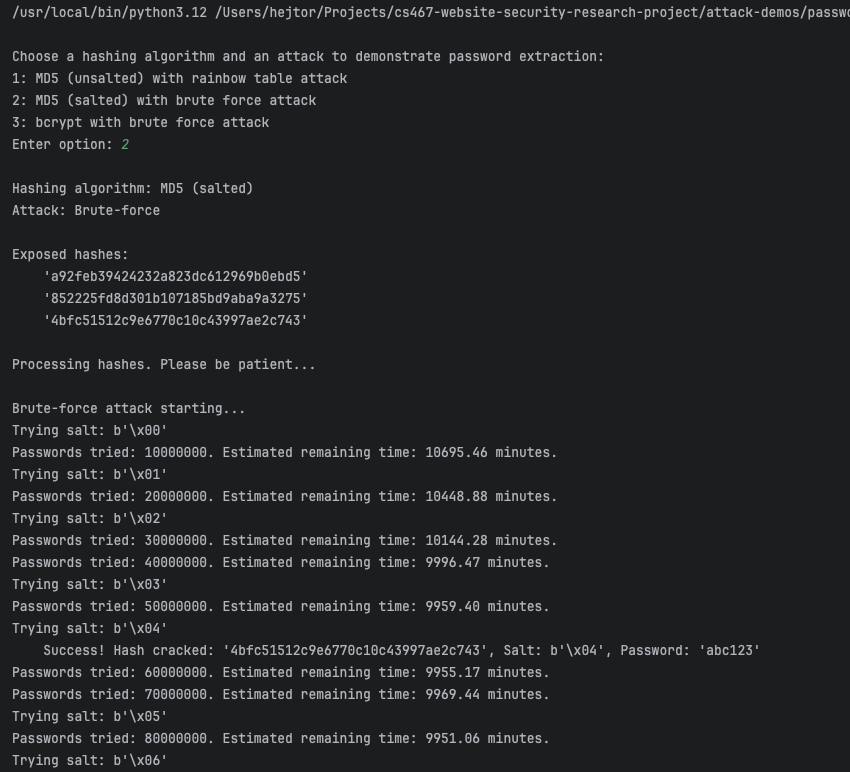 /usr/local/bin/python3.12 /Users/hejtor/Projects/cs467-website-security-research-project/attack-demos/passwo
Choose a hashing algorithm and an attack to demonstrate password extraction:
1: MD5 (unsalted) with rainbow table attack
2: MD5 (salted) with brute force attack
3: bcrypt with brute force attack
Enter option: 2
Hashing algorithm: MD5 (salted)
Attack: Brute-force
Exposed hashes:
'a92feb39424232a823dc612969b0ebd5'
'852225fd8d301b107185bd9aba9a3275'
'4bfc51512c9e6770c10c43997ae2c743'
Processing hashes. Please be patient...
Brute-force attack starting...
Trying salt: b'\x00'
Passwords tried: 10000000. Estimated remaining time: 10695.46 minutes.
Trying salt: b'\x01'
Passwords tried: 20000000. Estimated remaining time: 10448.88 minutes.
Trying salt: b'\x02'
Passwords tried: 30000000. Estimated remaining time: 10144.28 minutes.
Passwords tried: 40000000. Estimated remaining time: 9996.47 minutes.
Trying salt: b'\x03'
Passwords tried: 50000000. Estimated remaining time: 9959.40 minutes.
Trying salt: b'\x04'
Success! Hash cracked: '4bfc51512c9e6770c10c43997ae2c743', Salt: b'\x04', Password: 'abc123'
Passwords tried: 60000000. Estimated remaining time: 9955.17 minutes.
Passwords tried: 70000000. Estimated remaining time: 9969.44 minutes.
Trying salt: b'\x05'
Passwords tried: 80000000. Estimated remaining time: 9951.06 minutes.
Trying salt: b'\x06'